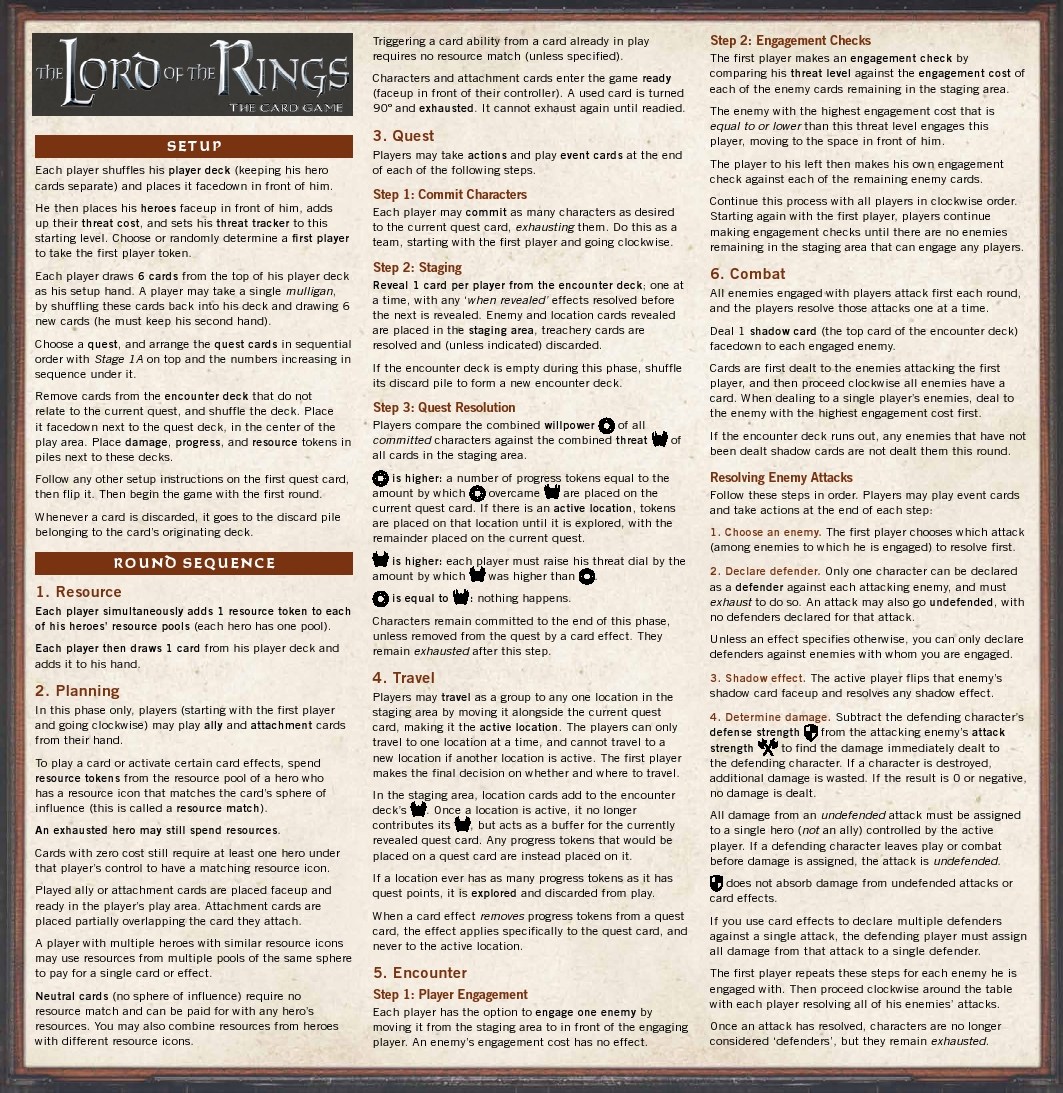 THE LORD OF THE RINGS
THE CARD GAME
SETUP
Each player shuffles his player deck (keeping his hero
cards separate) and places it facedown in front of him.
He then places his heroes faceup in front of him, adds
up their threat cost, and sets his threat tracker to this
starting level. Choose or randomly determine a first player
to take the first player token.
Each player draws 6 cards from the top of his player deck
as his setup hand. A player may take a single mulligan,
by shuffling these cards back into his deck and drawing 6
new cards (he must keep his second hand).
Choose a quest, and arrange the quest cards in sequential
order with Stage 1A on top and the numbers increasing in
sequence under it.
Remove cards from the encounter deck that do not
relate to the current quest, and shuffle the deck. Place
it facedown next to the quest deck, in the center of the
play area. Place damage, progress, and resource tokens in
piles next to these decks.
Follow any other setup instructions on the first quest card,
then flip it. Then begin the game with the first round.
Whenever a card is discarded, it goes to the discard pile
belonging to the card's originating deck.
ROUND SEQUENCE
1. Resource
Each player simultaneously adds 1 resource token to each
of his heroes' resource pools (each hero has one pool).
Each player then draws 1 card from his player deck and
adds it to his hand.
2. Planning
In this phase only, players (starting with the first player
and going clockwise) may play ally and attachment cards
from their hand.
To play a card or activate certain card effects, spend
resource tokens from the resource pool of a hero who
has a resource icon that matches the card's sphere of
influence (this is called a resource match).
An exhausted hero may still spend resources.
Cards with zero cost still require at least one hero under
that player's control to have a matching resource icon.
Played ally or attachment cards are placed faceup and
ready in the player's play area. Attachment cards are
placed partially overlapping the card they attach.
A player with multiple heroes with similar resource icons
may use resources from multiple pools of the same sphere
to pay for a single card or effect.
Neutral cards (no sphere of influence) require no
resource match and can be paid for with any hero's
resources. You may also combine resources from heroes
with different resource icons.
Triggering a card ability from a card already in play
requires no resource match (unless specified).
Characters and attachment cards enter the game ready
(faceup in front of their controller). A used card is turned
90º and exhausted. It cannot exhaust again until readied.
3. Quest
Players may take actions and play event cards at the end
of each of the following steps.
Step 1: Commit Characters
Each player may commit as many characters as desired
to the current quest card, exhausting them. Do this as a
team, starting with the first player and going clockwise.
Step 2: Staging
Reveal 1 card per player from the encounter deck; one at
a time, with any 'when revealed' effects resolved before
the next is revealed. Enemy and location cards revealed
are placed in the staging area, treachery cards are
resolved and (unless indicated) discarded.
If the encounter deck is empty during this phase, shuffle
its discard pile to form a new encounter deck.
Step 3: Quest Resolution
Players compare the combined willpower of all
committed characters against the combined threat of
all cards in the staging area.
is higher: a number of progress tokens equal to the
amount by which overcame are placed on the
current quest card. If there is an active location, tokens
are placed on that location until it is explored, with the
remainder placed on the current quest.
is higher: each player must raise his threat dial by the
amount by which was higher than .
is equal to : nothing happens.
Characters remain committed to the end of this phase,
unless removed from the quest by a card effect. They
remain exhausted after this step.
4. Travel
Players may travel as a group to any one location in the
staging area by moving it alongside the current quest
card, making it the active location. The players can only
travel to one location at a time, and cannot travel to a
new location if another location is active. The first player
makes the final decision on whether and where to travel.
In the staging area, location cards add to the encounter
deck's . Once a location is active, it no longer
contributes its , but acts as a buffer for the currently
revealed quest card. Any progress tokens that would be
placed on a quest card are instead placed on it.
If a location ever has as many progress tokens as it has
quest points, it is explored and discarded from play.
When a card effect removes progress tokens from a quest
card, the effect applies specifically to the quest card, and
never to the active location.
5. Encounter
Step 1: Player Engagement
Each player has the option to engage one enemy by
moving it from the staging area to in front of the engaging
player. An enemy's engagement cost has no effect.
Step 2: Engagement Checks
The first player makes an engagement check by
comparing his threat level against the engagement cost of
each of the enemy cards remaining in the staging area.
The enemy with the highest engagement cost that is
equal to or lower than this threat level engages this
player, moving to the space in front of him.
The player to his left then makes his own engagement
check against each of the remaining enemy cards.
Continue this process with all players in clockwise order.
Starting again with the first player, players continue
making engagement checks until there are no enemies
remaining in the staging area that can engage any players.
6. Combat
All enemies engaged with players attack first each round,
and the players resolve those attacks one at a time.
Deal 1 shadow card (the top card of the encounter deck)
facedown to each engaged enemy.
Cards are first dealt to the enemies attacking the first
player, and then proceed clockwise all enemies have a
card. When dealing to a single player's enemies, deal to
the enemy with the highest engagement cost first.
If the encounter deck runs out, any enemies that have not
been dealt shadow cards are not dealt them this round.
Resolving Enemy Attacks
Follow these steps in order. Players may play event cards
and take actions at the end of each step:
1. Choose an enemy. The first player chooses which attack
(among enemies to which he is engaged) to resolve first.
2. Declare defender. Only one character can be declared
as a defender against each attacking enemy, and must
exhaust to do so. An attack may also go undefended, with
no defenders declared for that attack.
Unless an effect specifies otherwise, you can only declare
defenders against enemies with whom you are engaged.
3. Shadow effect. The active player flips that enemy's
shadow card faceup and resolves any shadow effect.
4. Determine damage. Subtract the defending character's
defense strength from the attacking enemy's attack
strength to find the damage immediately dealt to
the defending character. If a character is destroyed,
additional damage is wasted. If the result is 0 or negative,
no damage is dealt.
All damage from an undefended attack must be assigned
to a single hero (not an ally) controlled by the active
player. If a defending character leaves play or combat
before damage is assigned, the attack is undefended.
does not absorb damage from undefended attacks or
card effects.
If you use card effects to declare multiple defenders
against a single attack, the defending player must assign
all damage from that attack to a single defender.
The first player repeats these steps for each enemy he is
engaged with. Then proceed clockwise around the table
with each player resolving all of his enemies' attacks.
Once an attack has resolved, characters are no longer
considered 'defenders', but they remain exhausted.